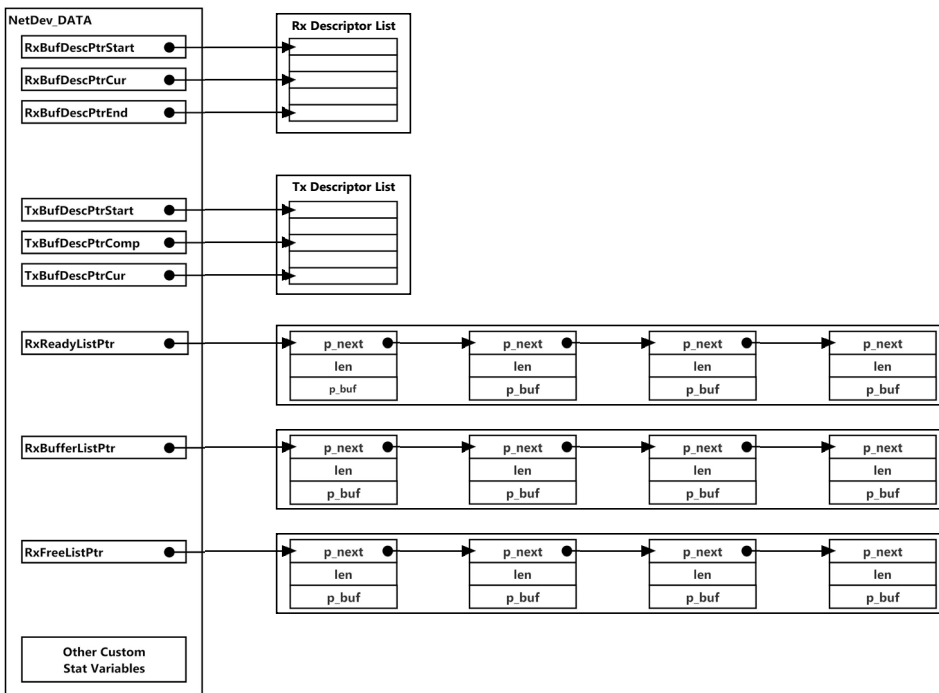 NetDev_DATA
RxBufDescPtrStart
RxBufDescPtrCur
RxBufDescPtrEnd
Rx Descriptor List
TxBufDescPtrStart
TxBufDescPtrComp
TxBufDescPtrCur
Tx Descriptor List
RxReadyListPtr
p_next p_next p_next p_next
len len len len
p_buf p_buf p_buf p_buf
RxBufferListPtr
p_next p_next p_next p_next
len len len len
p_buf p_buf p_buf p_buf
RxFreeListPtr
p_next p_next p_next p_next
len len len len
p_buf p_buf p_buf p_buf
Other Custom
Stat Variables